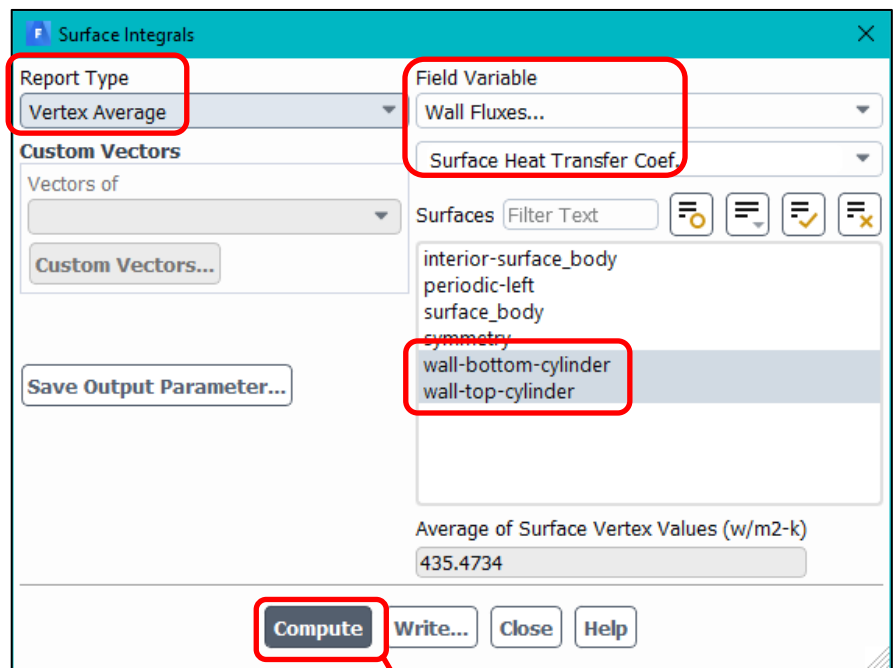 F Surface Integrals
Report Type
Vertex Average
Custom Vectors
Vectors of
Custom Vectors...
Save Output Parameter...
Field Variable
Wall Fluxes...
Surface Heat Transfer Coef.
Surfaces Filter Text
interior-surface_body
periodic-left
surface_body
symmetry
wall-bottom-cylinder
wall-top-cylinder
Average of Surface Vertex Values (w/m2-k)
435.4734
Compute Write... Close Help